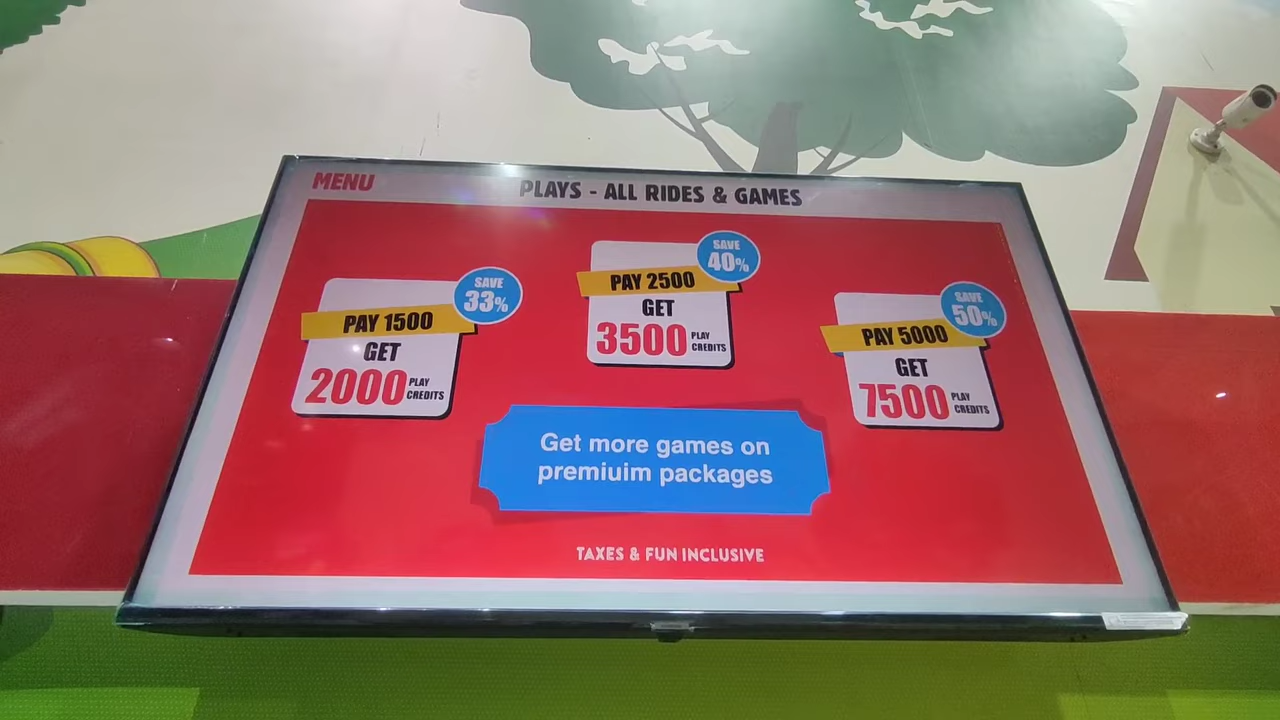 MENU
PLAYS - ALL RIDES & GAMES
SAVE
33%
PAY 1500
GET
2000 PLAY
CREDITS
SAVE
40%
PAY 2500
GET
3500 PLAY
CREDITS
SAVE
50%
PAY 5000
GET
7500 PLAY
CREDITS
Get more games on
premiuim packages
TAXES & FUN INCLUSIVE